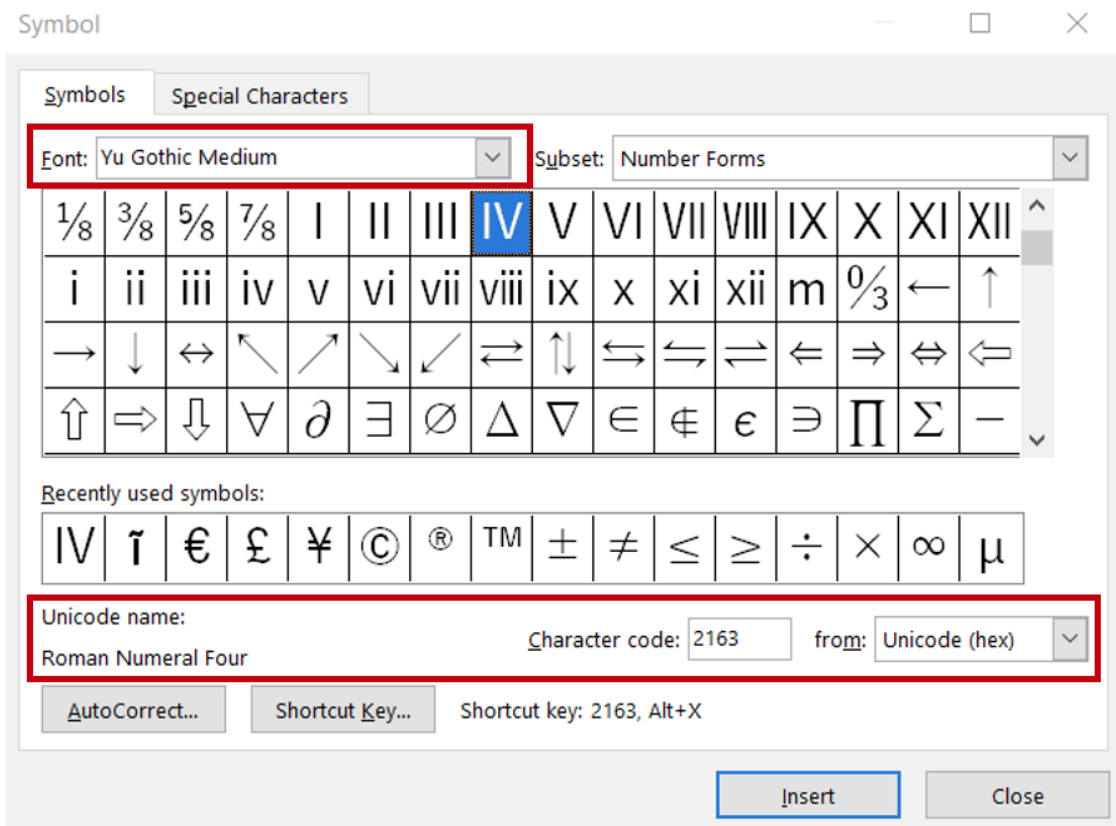 Symbol
Symbols Special Characters
Font: Yu Gothic Medium Subset: Number Forms
⅛ ⅜ ⅝ ⅞ Ⅰ Ⅱ Ⅲ Ⅳ Ⅴ Ⅵ Ⅶ Ⅷ Ⅸ Ⅹ Ⅺ Ⅻ
ⅰ ⅱ ⅲ ⅳ ⅴ ⅵ ⅶ ⅷ ⅸ ⅹ ⅺ ⅻ ⅿ ↉ ← ↑
→ ↓ ↔ ↖ ↗ ↘ ↙ ⇄ ⇅ ⇆ ⇋ ⇌ ⇐ ⇒ ⇔ ⇦
⇧ ⇨ ⇩ ∀ ∂ ∃ ∅ ∆ ∇ ∈ ∉ ∊ ∋ ∏ ∑ −
Recently used symbols:
Ⅳ ῖ € £ ¥ © ® ™ ± ≠ ≤ ≥ ÷ × ∞ µ
Unicode name:
Roman Numeral Four
Character code: 2163 from: Unicode (hex)
AutoCorrect... Shortcut Key... Shortcut key: 2163, Alt+X
Insert Close